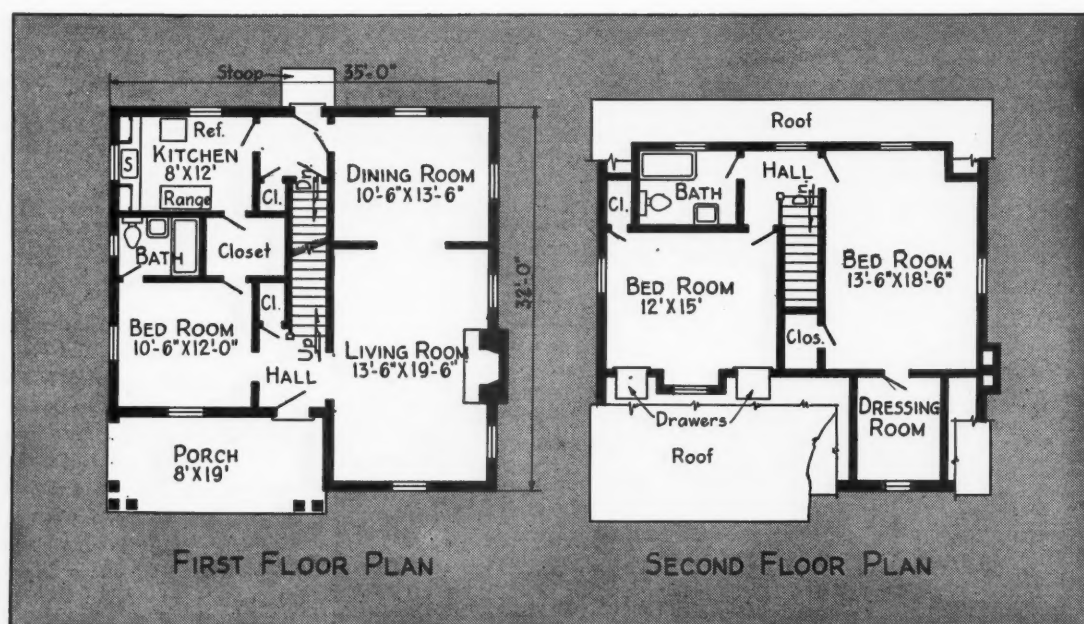 Stoop
35'-0"
Ref.
S
KITCHEN
8'X12'
Range
Cl.
Dn.
DINING ROOM
10'-6"X13'-6"
BATH
Closet
Cl.
BED ROOM
10'-6"X12'-0"
Up
HALL
LIVING ROOM
13'-6"X19'-6"
32'-0"
PORCH
8'X19'
FIRST FLOOR PLAN
Roof
BATH
HALL
Cl.
BED ROOM
12'X15'
BED ROOM
13'-6"X18'-6"
Clos.
Drawers
DRESSING
ROOM
Roof
SECOND FLOOR PLAN